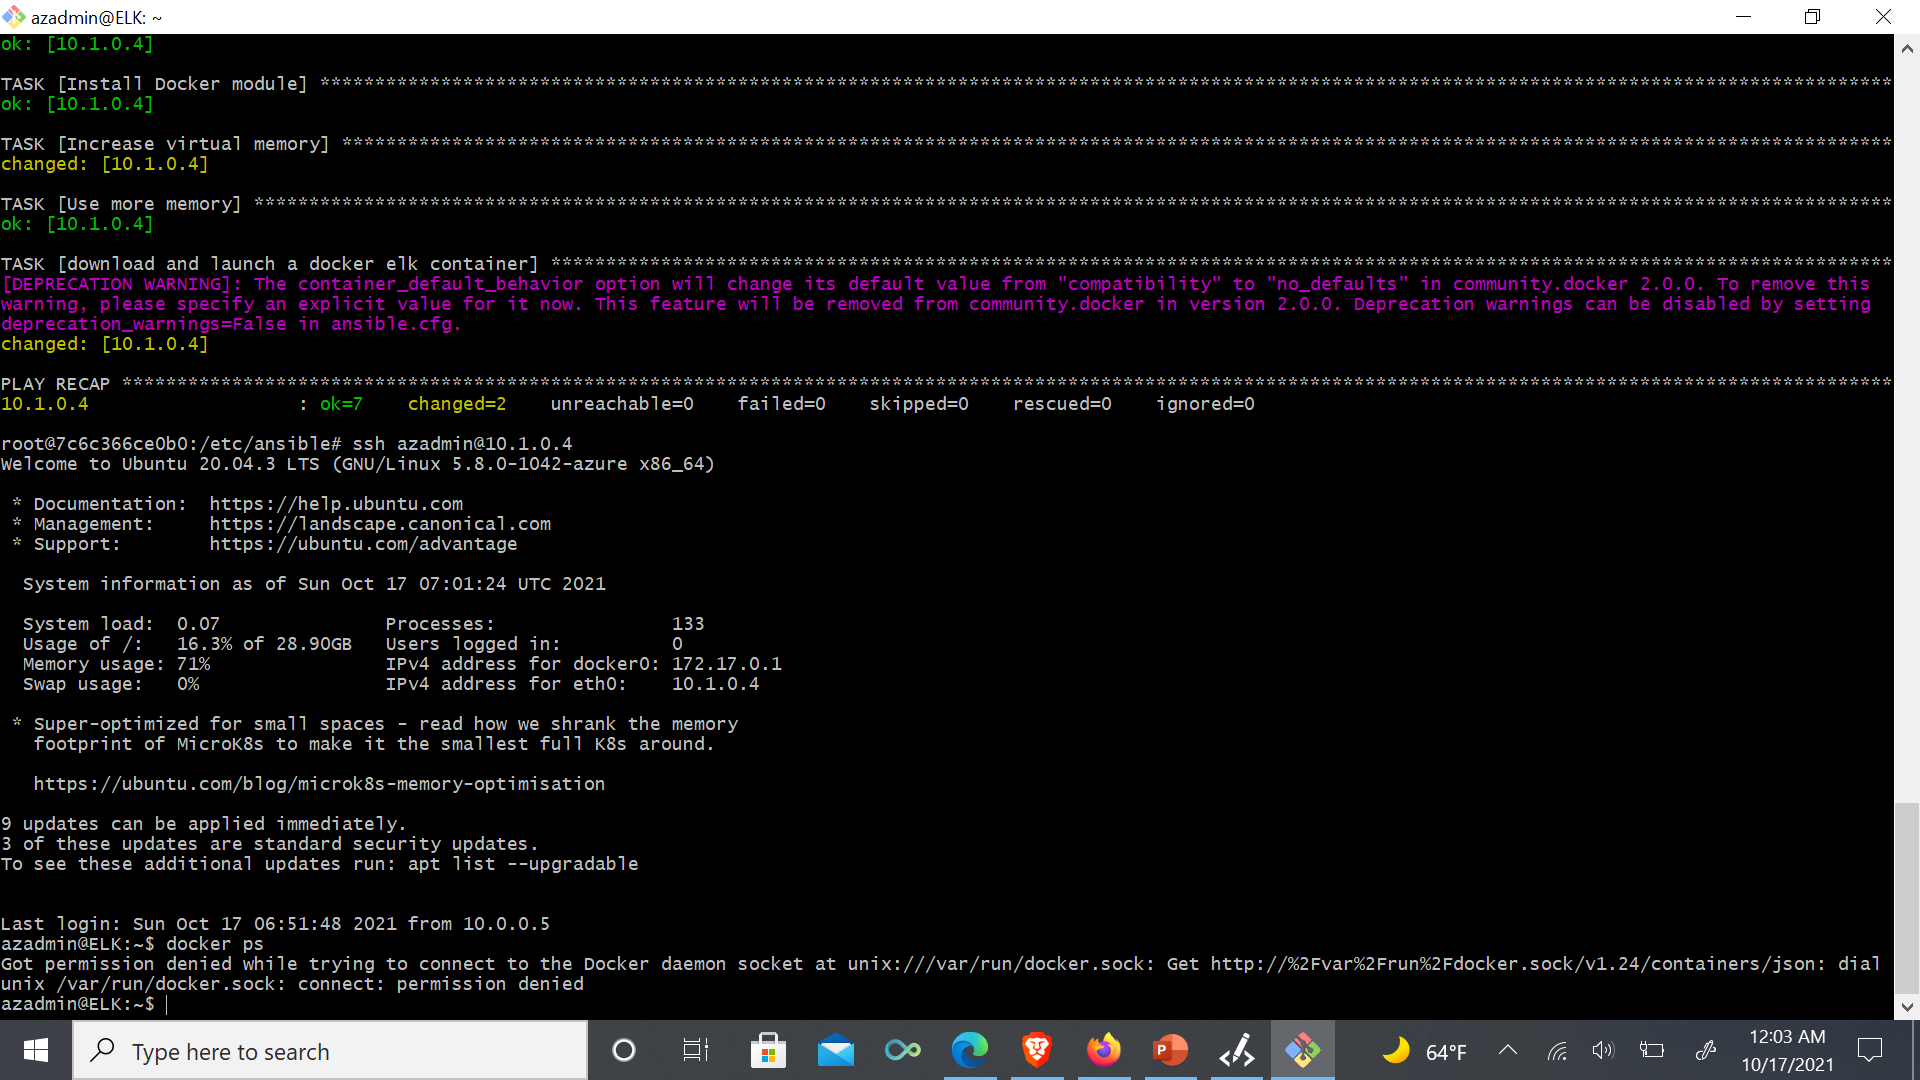 azadmin@ELK: ~
ok: [10.1.0.4]
TASK [Install Docker module] ***********************************************************************************************************************************************
ok: [10.1.0.4]
TASK [Increase virtual memory] *********************************************************************************************************************************************
changed: [10.1.0.4]
TASK [Use more memory] *****************************************************************************************************************************************************
ok: [10.1.0.4]
TASK [download and launch a docker elk container] **************************************************************************************************************************
[DEPRECATION WARNING]: The container_default_behavior option will change its default value from "compatibility" to "no_defaults" in community.docker 2.0.0. To remove this
warning, please specify an explicit value for it now. This feature will be removed from community.docker in version 2.0.0. Deprecation warnings can be disabled by setting
deprecation_warnings=False in ansible.cfg.
changed: [10.1.0.4]
PLAY RECAP *****************************************************************************************************************************************************************
10.1.0.4                   : ok=7    changed=2    unreachable=0    failed=0    skipped=0    rescued=0    ignored=0
root@7c6c366ce0b0:/etc/ansible# ssh azadmin@10.1.0.4
Welcome to Ubuntu 20.04.3 LTS (GNU/Linux 5.8.0-1042-azure x86_64)
 * Documentation:  https://help.ubuntu.com
 * Management:     https://landscape.canonical.com
 * Support:        https://ubuntu.com/advantage
  System information as of Sun Oct 17 07:01:24 UTC 2021
  System load:  0.07               Processes:                133
  Usage of /:   16.3% of 28.90GB   Users logged in:          0
  Memory usage: 71%                IPv4 address for docker0: 172.17.0.1
  Swap usage:   0%                 IPv4 address for eth0:    10.1.0.4
 * Super-optimized for small spaces - read how we shrank the memory
   footprint of MicroK8s to make it the smallest full K8s around.
   https://ubuntu.com/blog/microk8s-memory-optimisation
9 updates can be applied immediately.
3 of these updates are standard security updates.
To see these additional updates run: apt list --upgradable
Last login: Sun Oct 17 06:51:48 2021 from 10.0.0.5
azadmin@ELK:~$ docker ps
Got permission denied while trying to connect to the Docker daemon socket at unix:///var/run/docker.sock: Get http://%2Fvar%2Frun%2Fdocker.sock/v1.24/containers/json: dial
unix /var/run/docker.sock: connect: permission denied
azadmin@ELK:~$
Type here to search
P
64°F
12:03 AM
10/17/2021